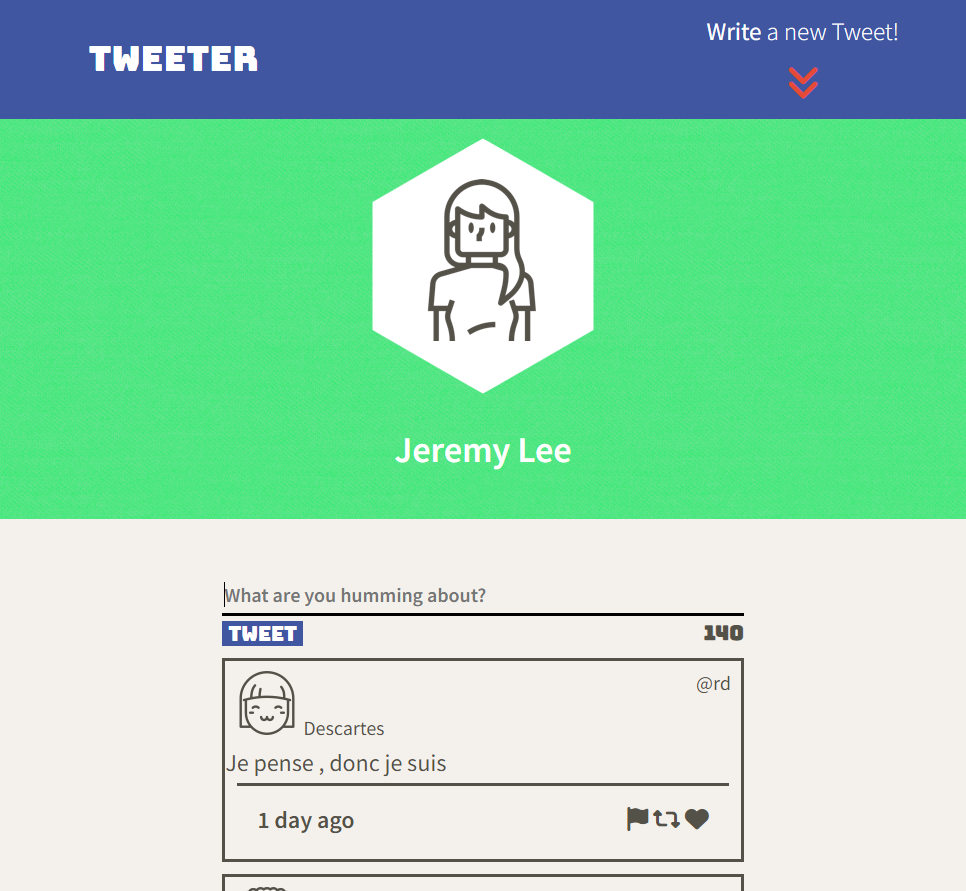 TWEETER
Write a new Tweet!
Jeremy Lee
What are you humming about?
TWEET
140
@rd
Descartes
Je pense , donc je suis
1 day ago